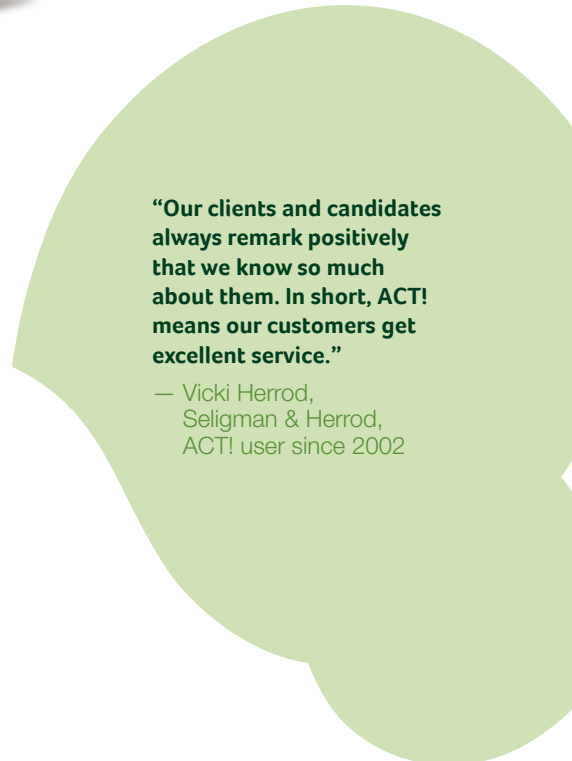 “Our clients and candidates
always remark positively
that we know so much
about them. In short, ACT!
means our customers get
excellent service.”
— Vicki Herrod,
Seligman & Herrod,
ACT! user since 2002